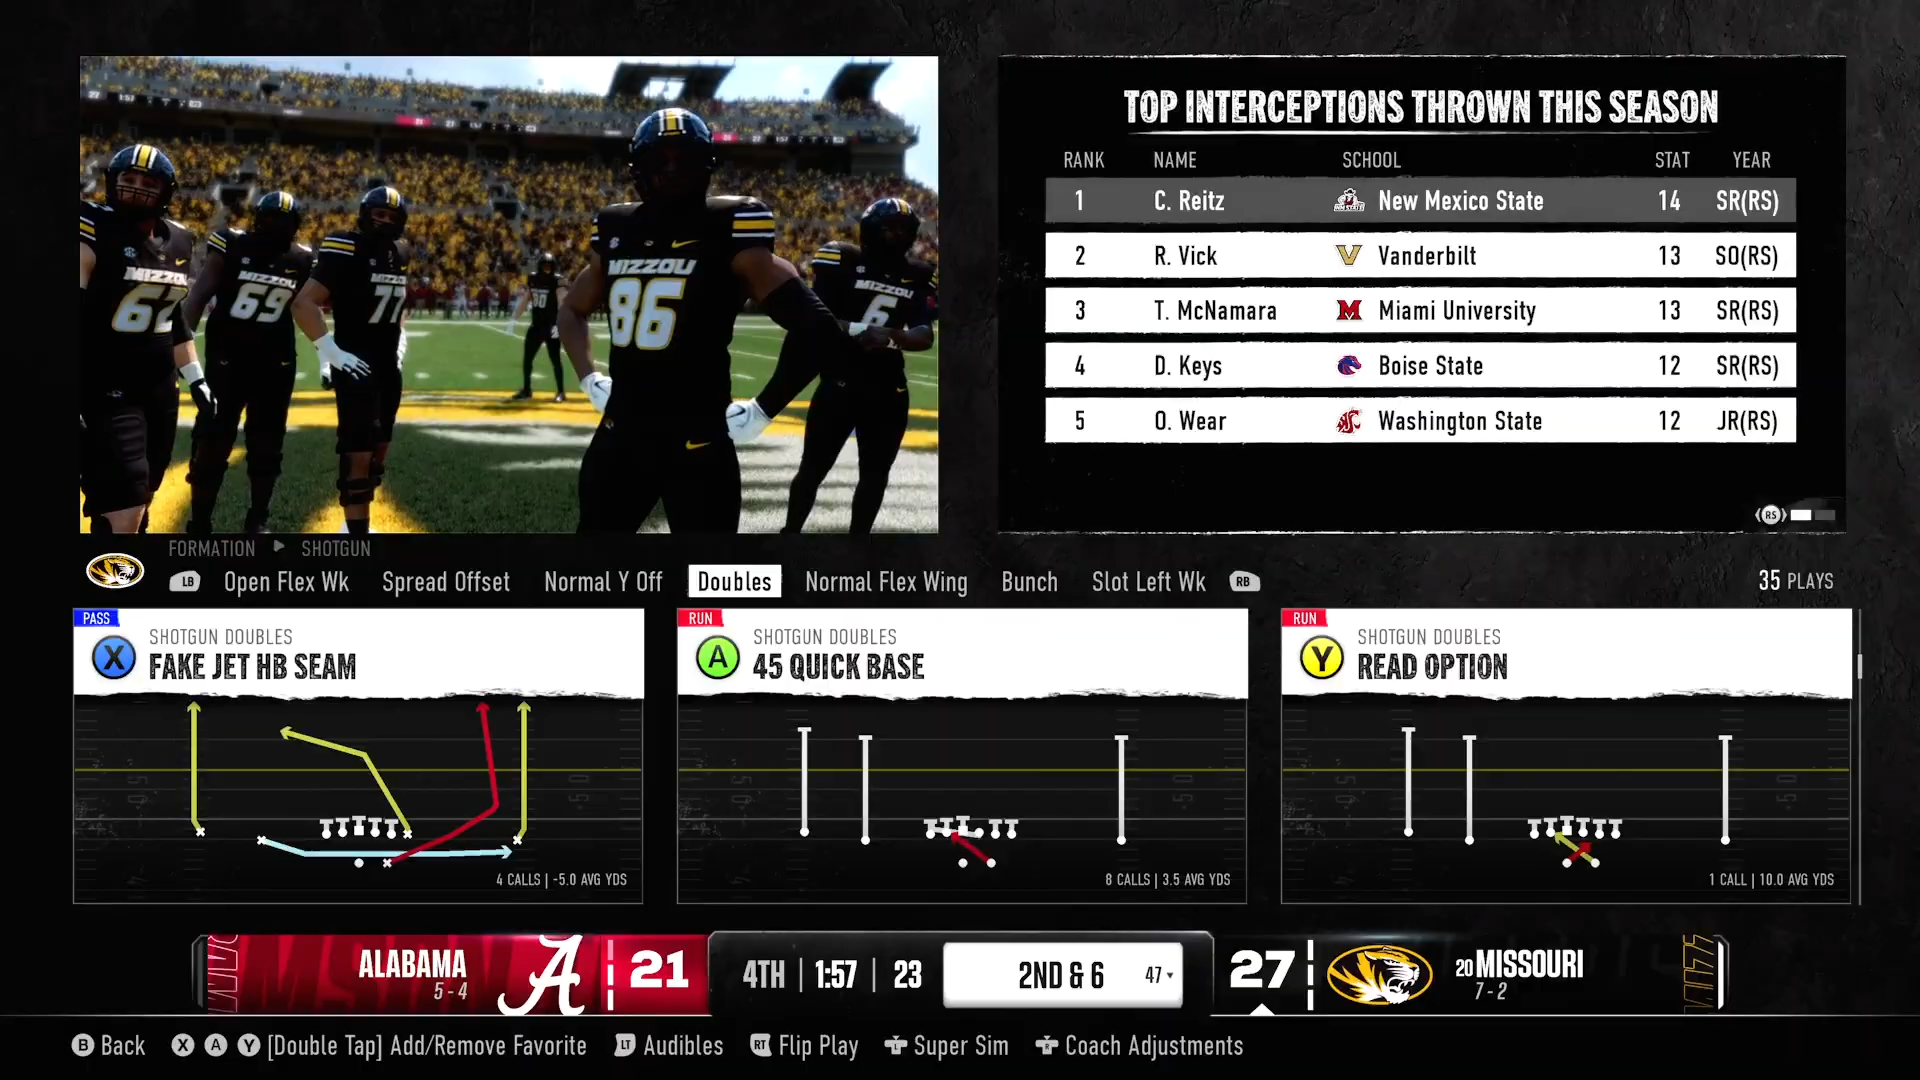 MIZZOU
62
MIZZOU
69
MIZZOU
77
80
MIZZOU
86
MIZZOU
6
TOP INTERCEPTIONS THROWN THIS SEASON
RANK NAME SCHOOL STAT YEAR
1 C. Reitz New Mexico State 14 SR(RS)
2 R. Vick Vanderbilt 13 SO(RS)
3 T. McNamara Miami University 13 SR(RS)
4 D. Keys Boise State 12 SR(RS)
5 O. Wear Washington State 12 JR(RS)
RS
FORMATION SHOTGUN
LB Open Flex Wk Spread Offset Normal Y Off Doubles Normal Flex Wing Bunch Slot Left Wk RB 35 PLAYS
PASS
X SHOTGUN DOUBLES
FAKE JET HB SEAM
4 CALLS | -5.0 AVG YDS
RUN
A SHOTGUN DOUBLES
45 QUICK BASE
8 CALLS | 3.5 AVG YDS
RUN
Y SHOTGUN DOUBLES
READ OPTION
1 CALL | 10.0 AVG YDS
ALABAMA
5-4
A 21
4TH | 1:57 | 23
2ND & 6 47
27
20 MISSOURI
7-2
B Back X A Y [Double Tap] Add/Remove Favorite LT Audibles RT Flip Play Super Sim Coach Adjustments